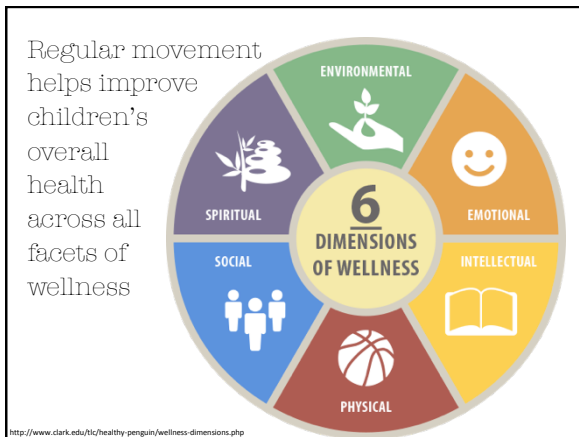 Regular movement
helps improve
children's
overall
health
across all
facets of
wellness
ENVIRONMENTAL
SPIRITUAL
EMOTIONAL
6
DIMENSIONS
OF WELLNESS
SOCIAL
INTELLECTUAL
PHYSICAL
http://www.clark.edu/tlc/healthy-penguin/wellness-dimensions.php